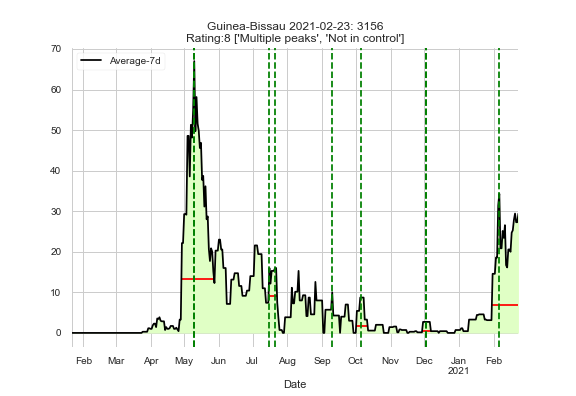 Guinea-Bissau 2021-02-23: 3156
Rating:8 ['Multiple peaks', 'Not in control']
Average-7d
70
60
50
40
30
20
10
0
Feb Mar Apr May Jun Jul Aug Sep Oct Nov Dec Jan Feb
2021
Date